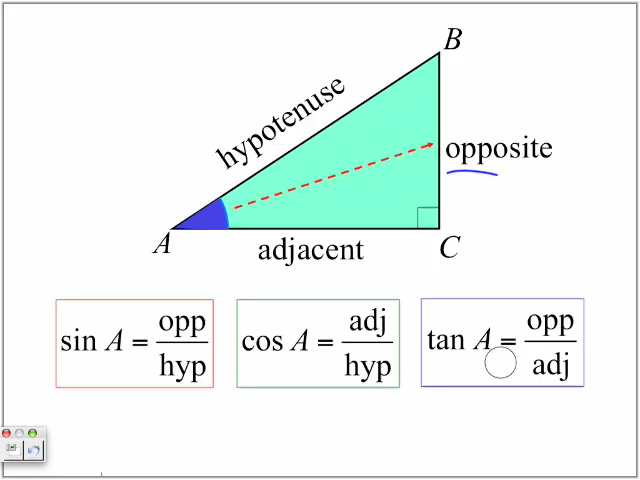 B
hypotenuse
opposite
A
adjacent
C
sin A = opp/hyp
cos A = adj/hyp
tan A = opp/adj